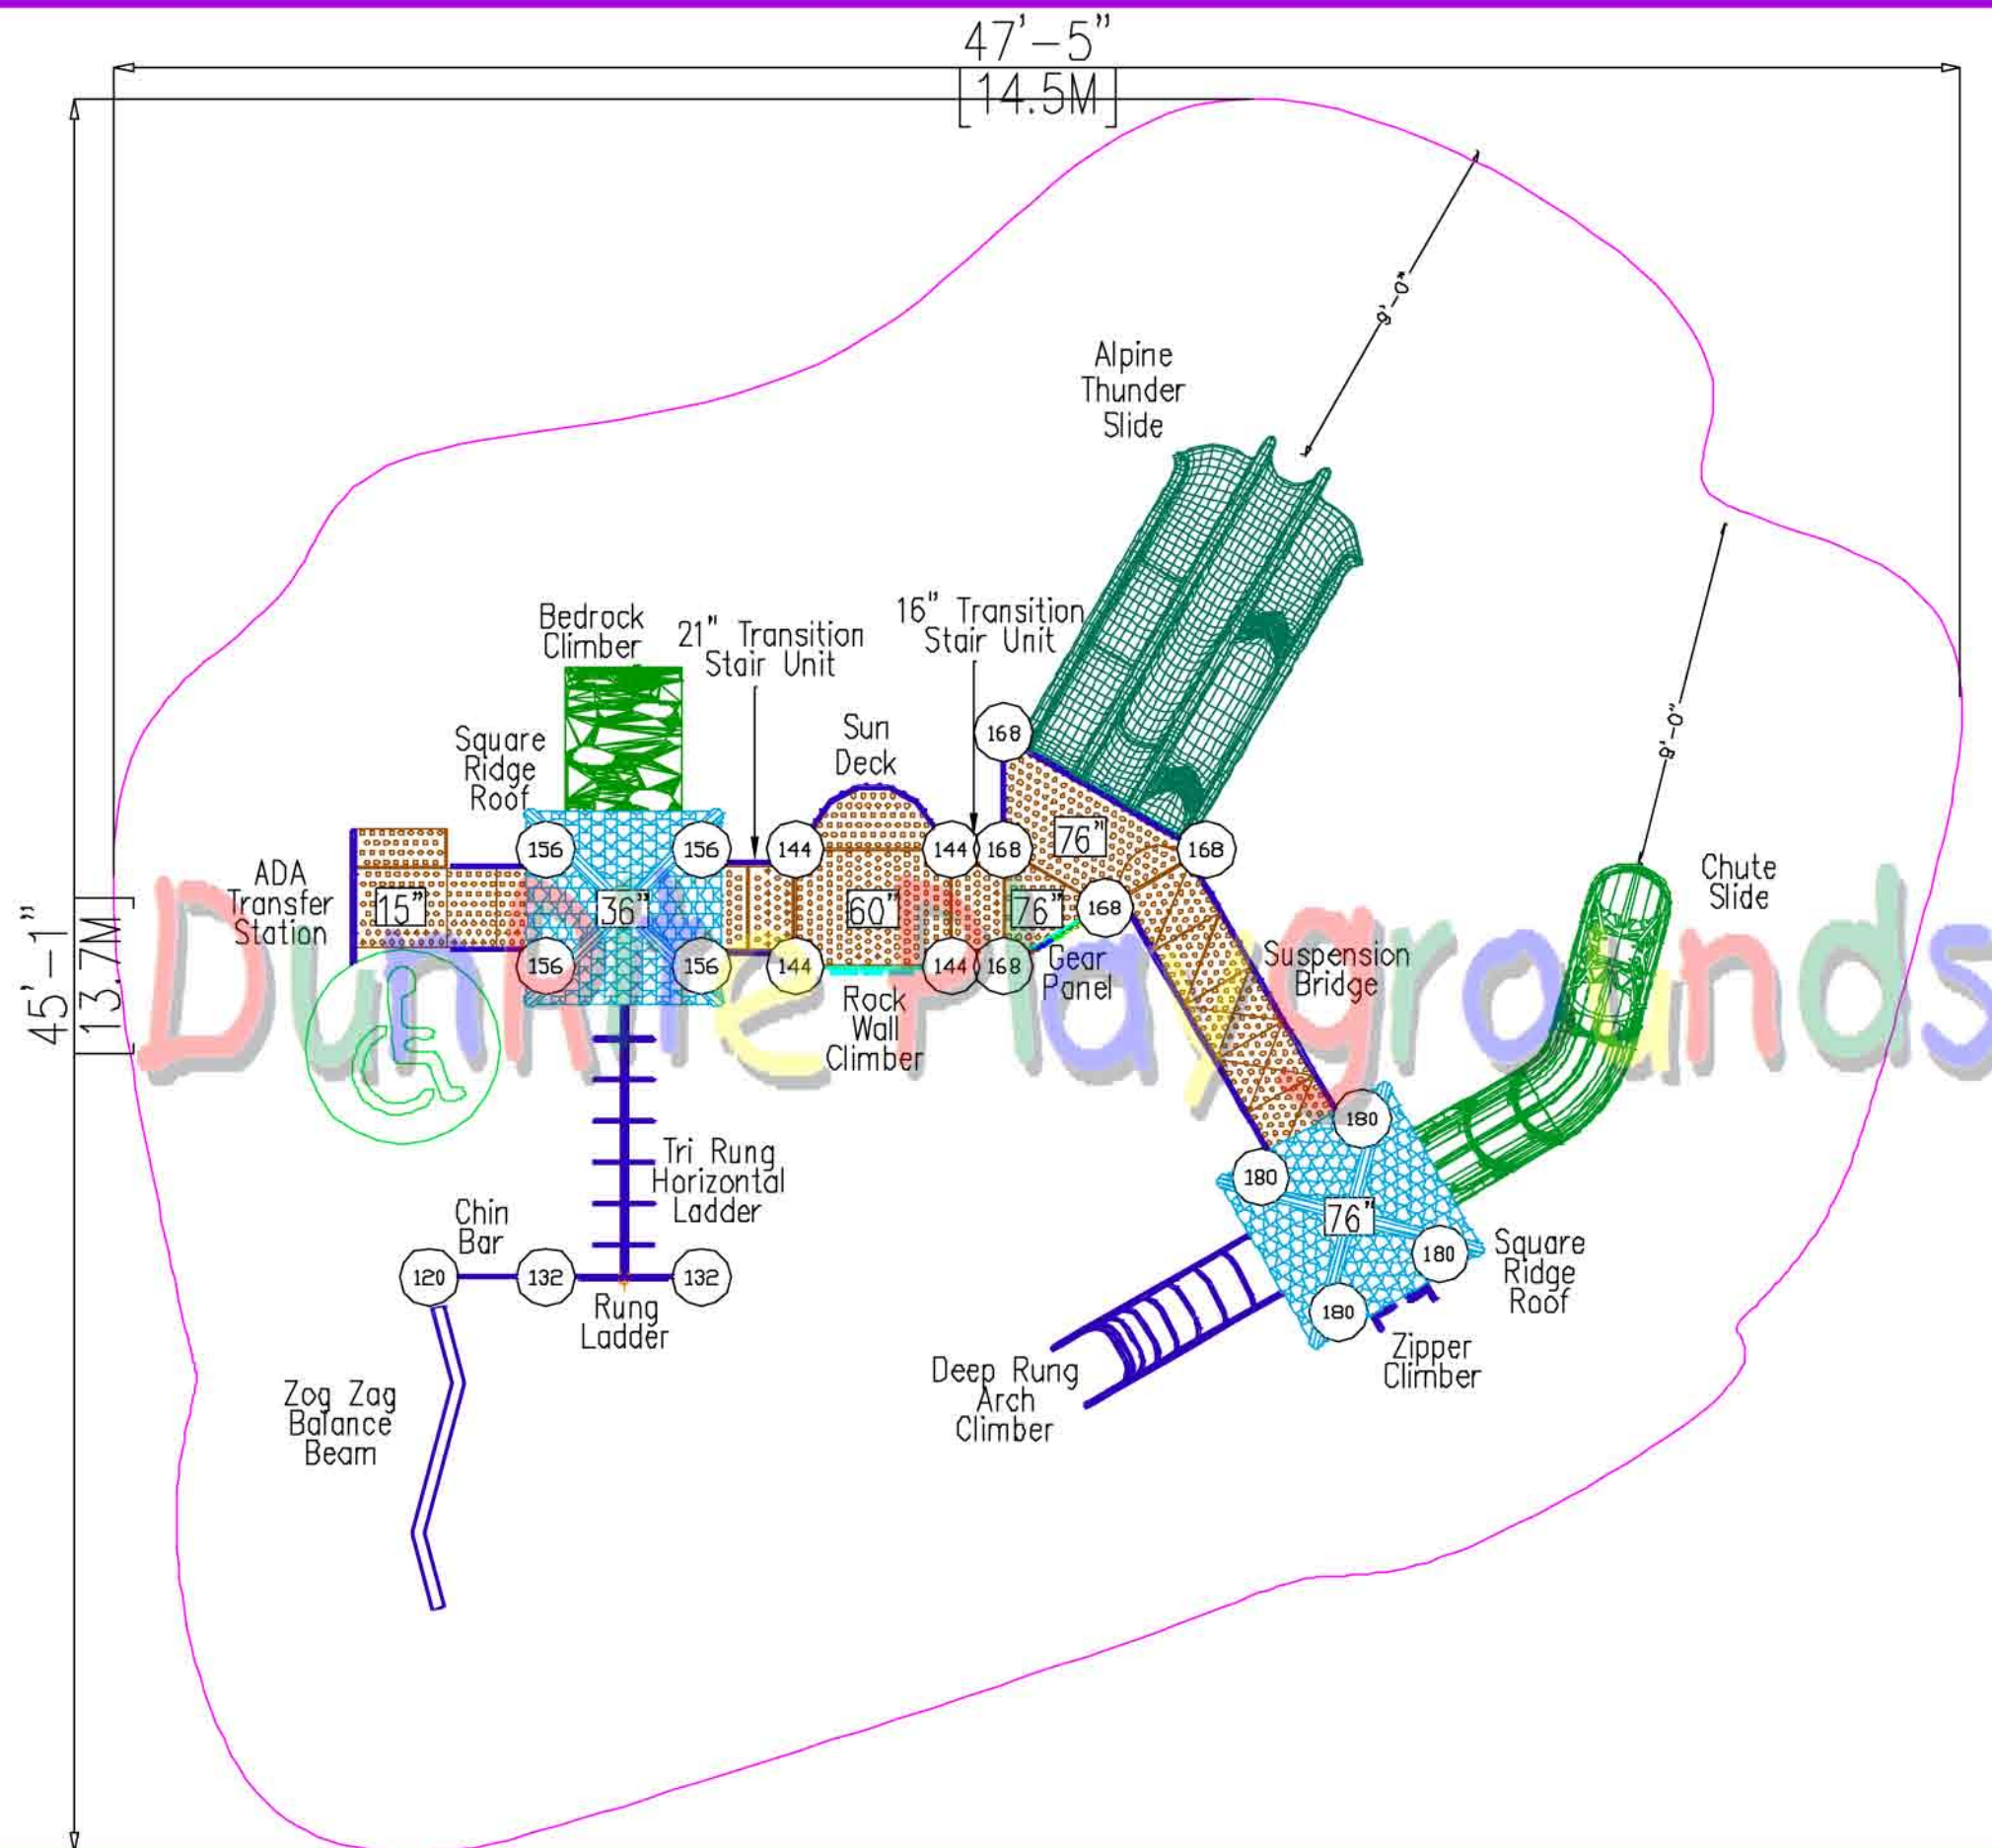 47'-5"
[14.5M]
9'-0"
Alpine
Thunder
Slide
8'-0"
Bedrock
Climber
21" Transition
Stair Unit
16" Transition
Stair Unit
Square
Ridge
Roof
Sun
Deck
168
156
156
144
144
168
76"
168
Chute
Slide
ADA
Transfer
Station
15"
36"
60"
76"
168
45'-1"
[13.7M]
156
156
144
144
168
Gear
Panel
Suspension
Bridge
Rock
Wall
Climber
180
180
76"
180
180
Tri Rung
Horizontal
Ladder
Chin
Bar
120
132
132
Rung
Ladder
Square
Ridge
Roof
Zipper
Climber
Deep Rung
Arch
Climber
Zog Zag
Balance
Beam